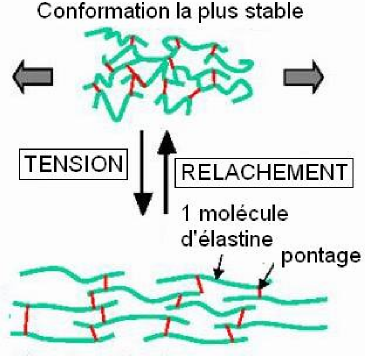 Conformation la plus stable
TENSION
RELACHEMENT
1 molécule
d'élastine
pontage